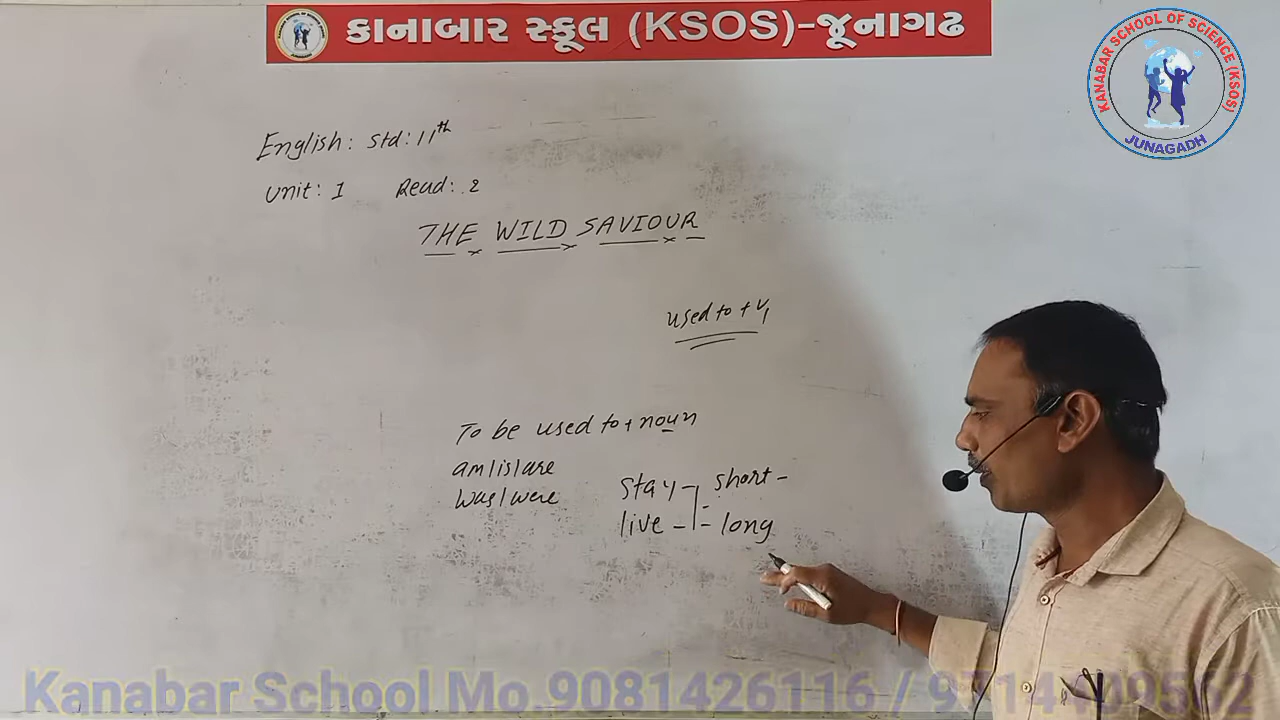 કાનાબાર સ્કૂલ (KSOS)-જૂનાગઢ
KANABAR SCHOOL OF SCIENCE (KSOS)
JUNAGADH
English: Std: 11th
Unit: 1 Read: 2
THE WILD SAVIOUR
used to + V1
To be used to + noun
am/is/are
was/were
stay - short -
live - - long
Kanabar School Mo.9081426116 /